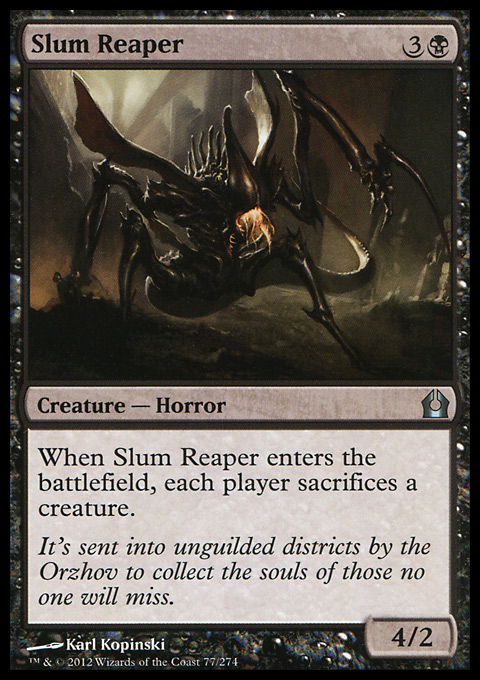 Slum Reaper 3
Creature — Horror
When Slum Reaper enters the
battlefield, each player sacrifices a
creature.
It's sent into unguilded districts by the
Orzhov to collect the souls of those no
one will miss.
Karl Kopinski
4/2
™ & © 2012 Wizards of the Coast 77/274